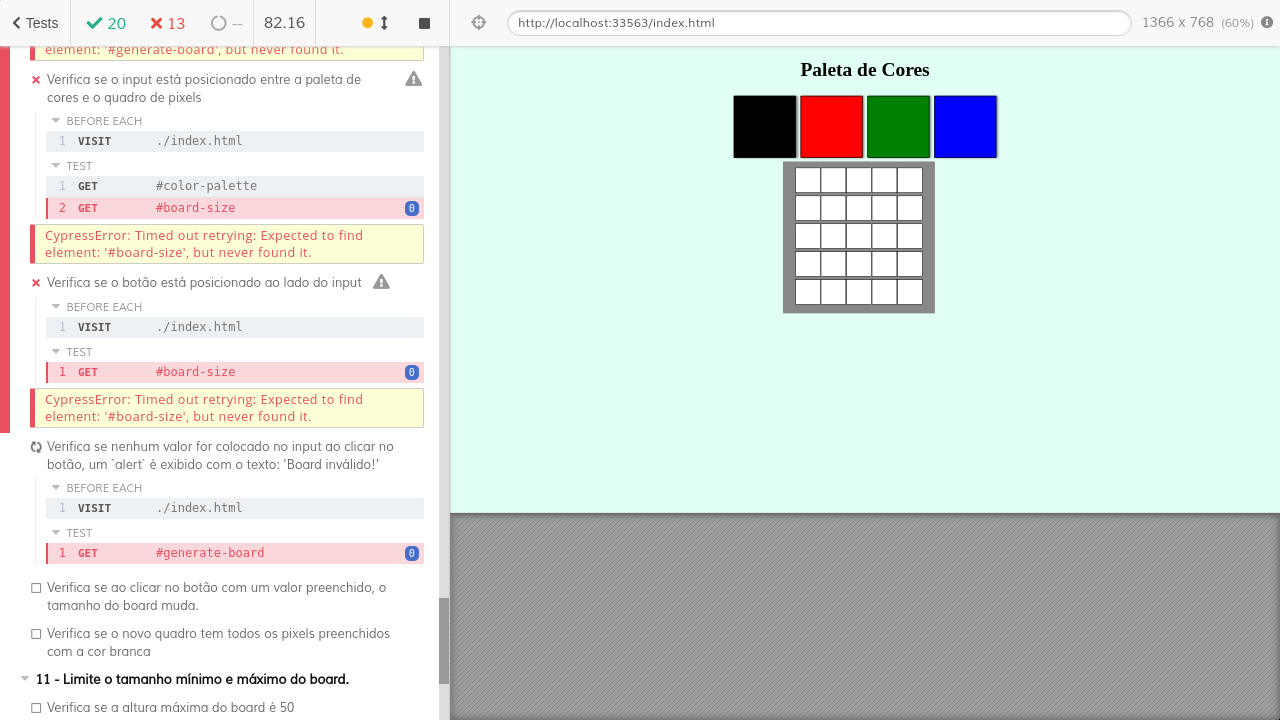 Tests 20 13 -- 82.16
http://localhost:33563/index.html 1366 x 768 (60%)
element: '#generate-board', but never found it.
Verifica se o input está posicionado entre a paleta de
cores e o quadro de pixels
BEFORE EACH
1 VISIT ./index.html
TEST
1 GET #color-palette
2 GET #board-size 0
CypressError: Timed out retrying: Expected to find
element: '#board-size', but never found it.
Verifica se o botão está posicionado ao lado do input
BEFORE EACH
1 VISIT ./index.html
TEST
1 GET #board-size 0
CypressError: Timed out retrying: Expected to find
element: '#board-size', but never found it.
Verifica se nenhum valor for colocado no input ao clicar no
botão, um `alert` é exibido com o texto: 'Board inválido!'
BEFORE EACH
1 VISIT ./index.html
TEST
1 GET #generate-board 0
Verifica se ao clicar no botão com um valor preenchido, o
tamanho do board muda.
Verifica se o novo quadro tem todos os pixels preenchidos
com a cor branca
11 - Limite o tamanho mínimo e máximo do board.
Verifica se a altura máxima do board é 50
Paleta de Cores